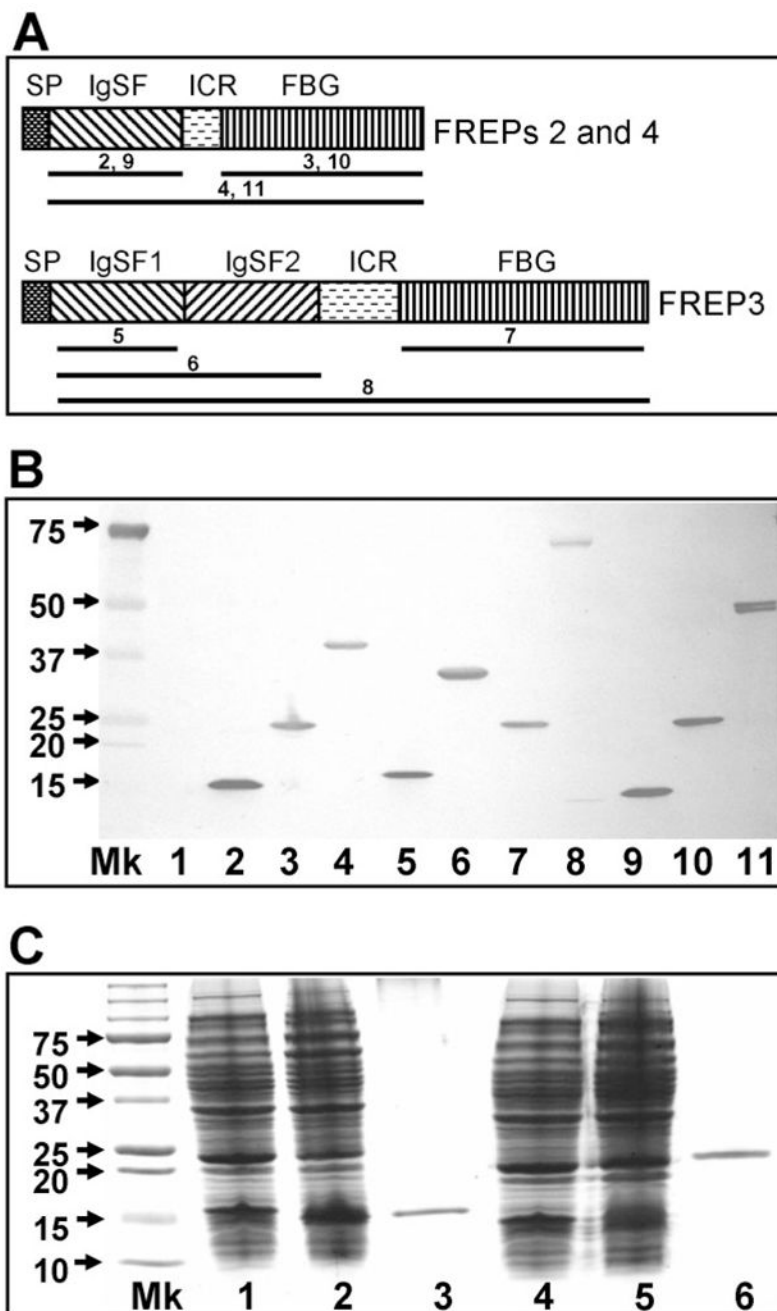 A
SP IgSF ICR FBG
FREPs 2 and 4
2, 9 3, 10
4, 11
SP IgSF1 IgSF2 ICR FBG
FREP3
5 7
6
8
B
75
50
37
25
20
15
Mk 1 2 3 4 5 6 7 8 9 10 11
C
75
50
37
25
20
15
10
Mk 1 2 3 4 5 6